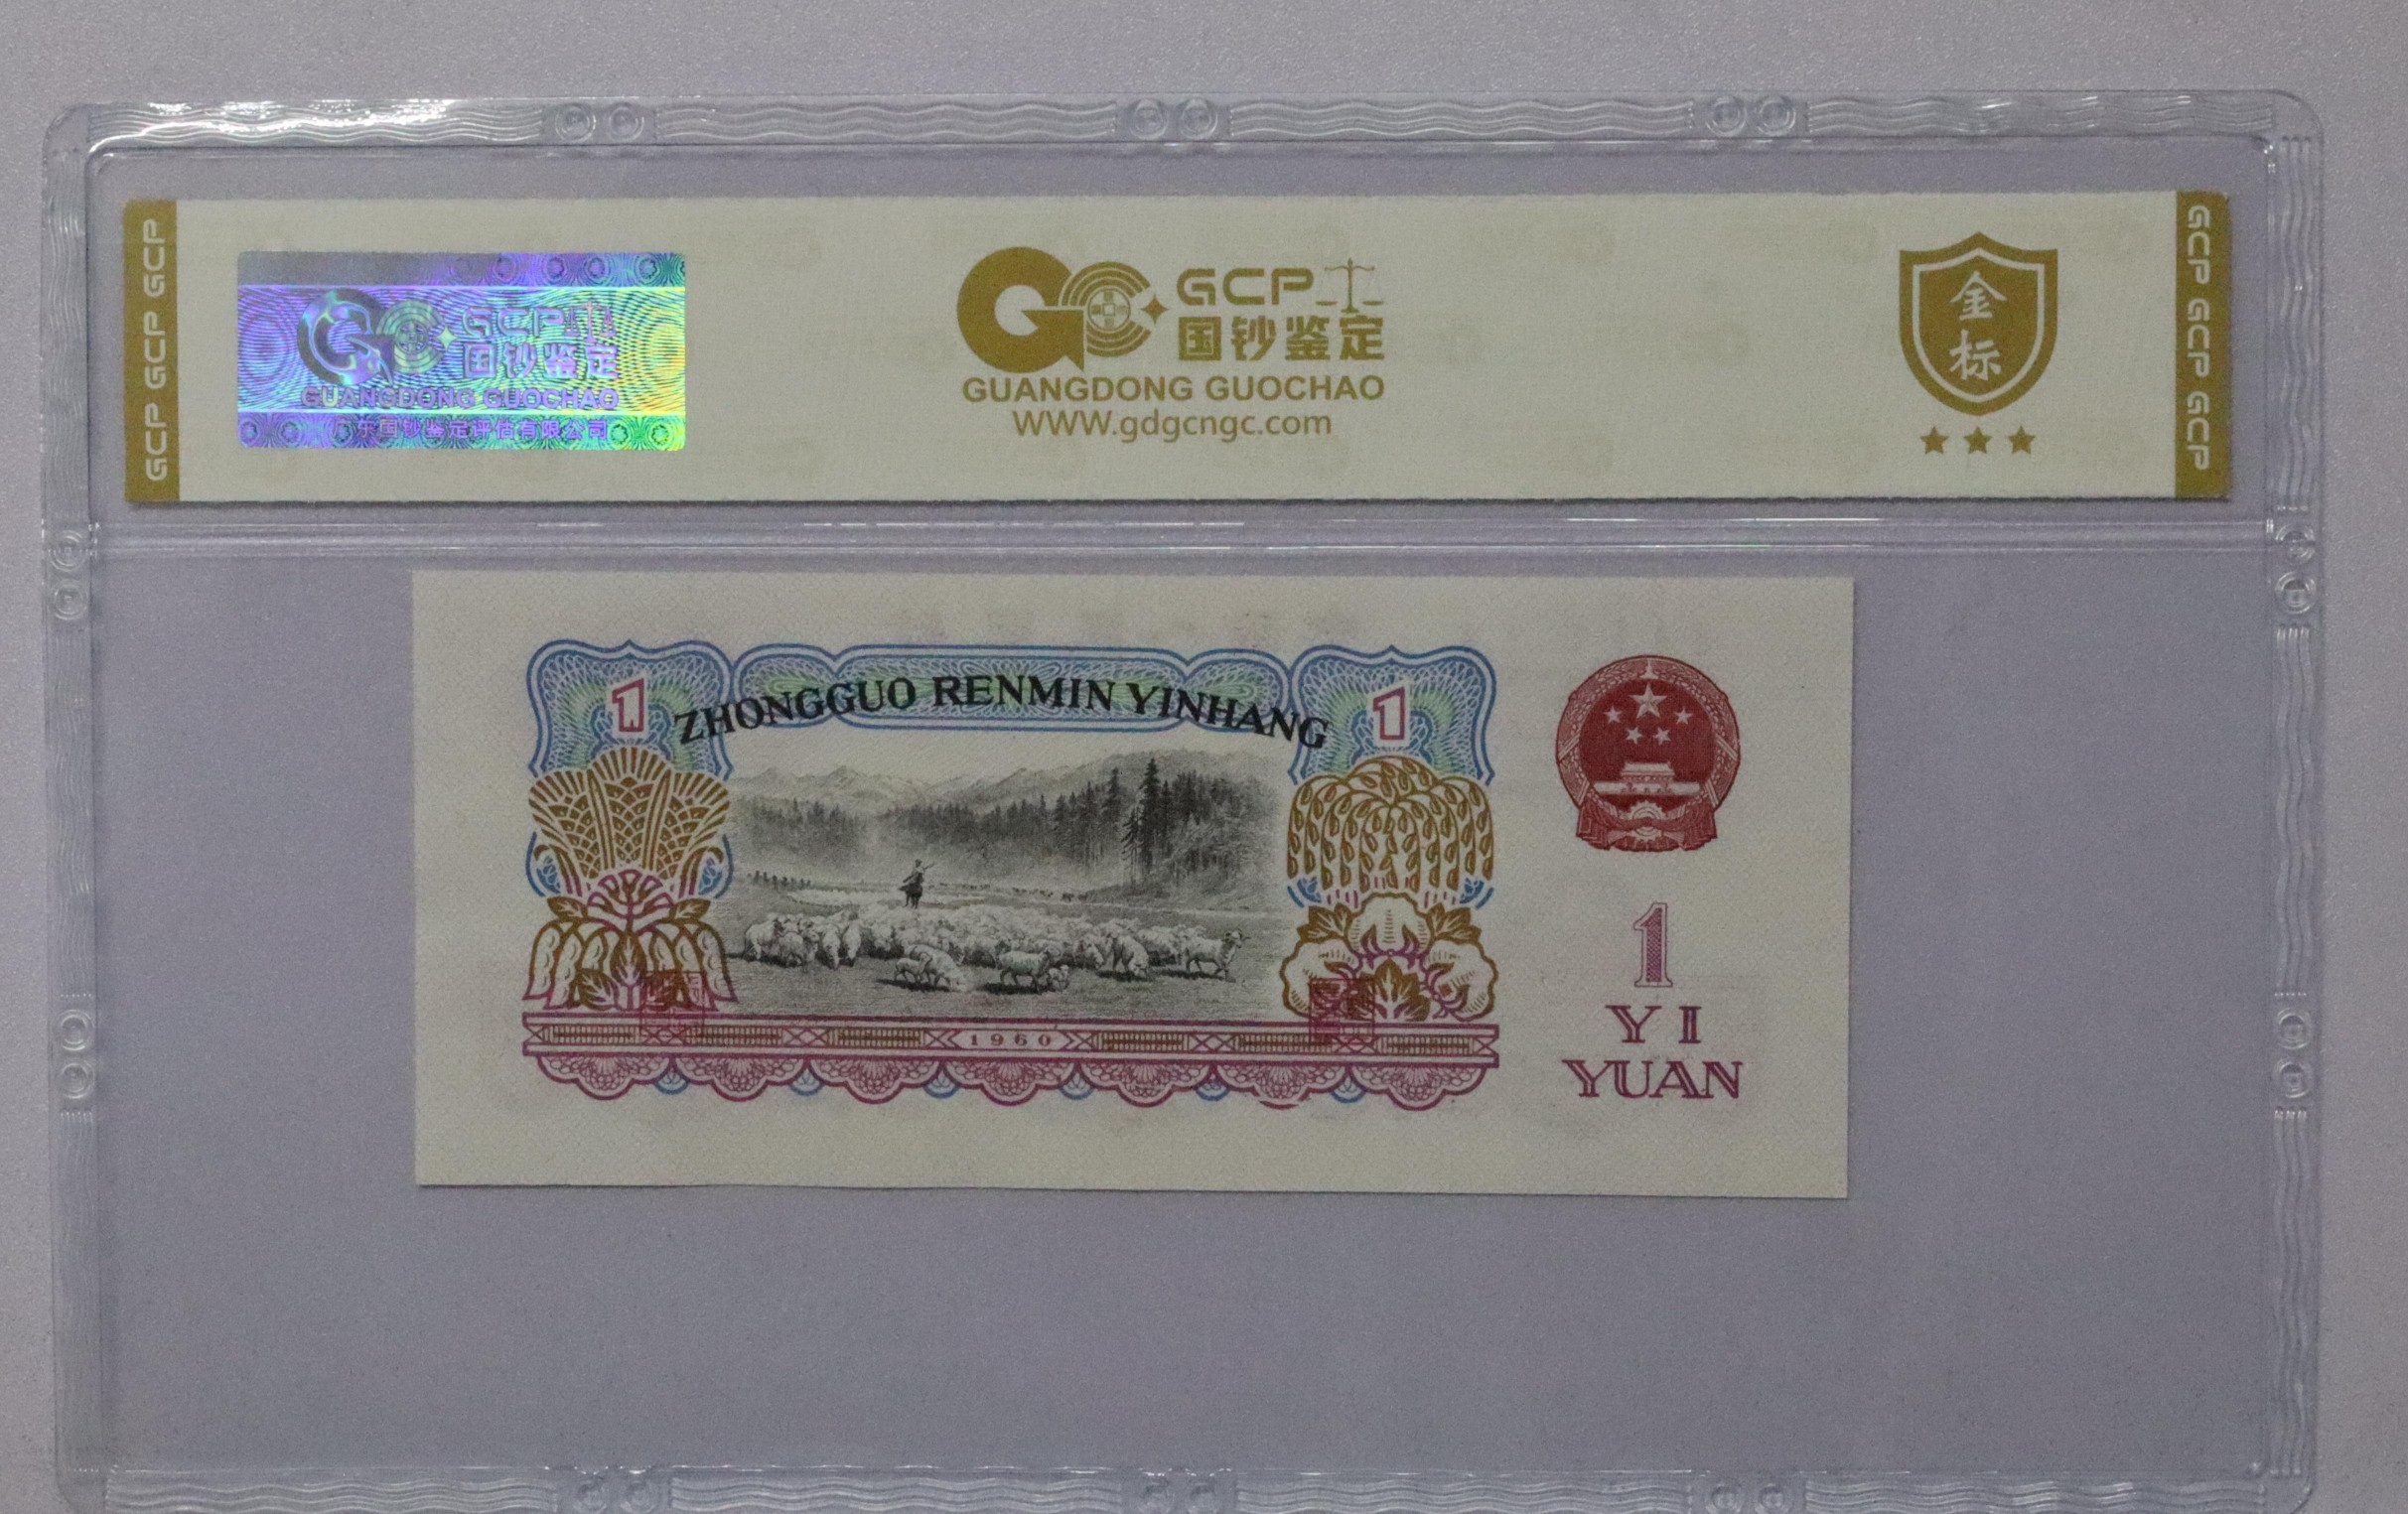 GCP GCP GCP
GCP
国钞鉴定
GUANGDONG GUOCHAO
广东国钞鉴定评估有限公司
GCP
国钞鉴定
GUANGDONG GUOCHAO
WWW.gdgcngc.com
金
标
GCP GCP GCP
1
ZHONGGUO RENMIN YINHANG
1
1960
1
YI
YUAN